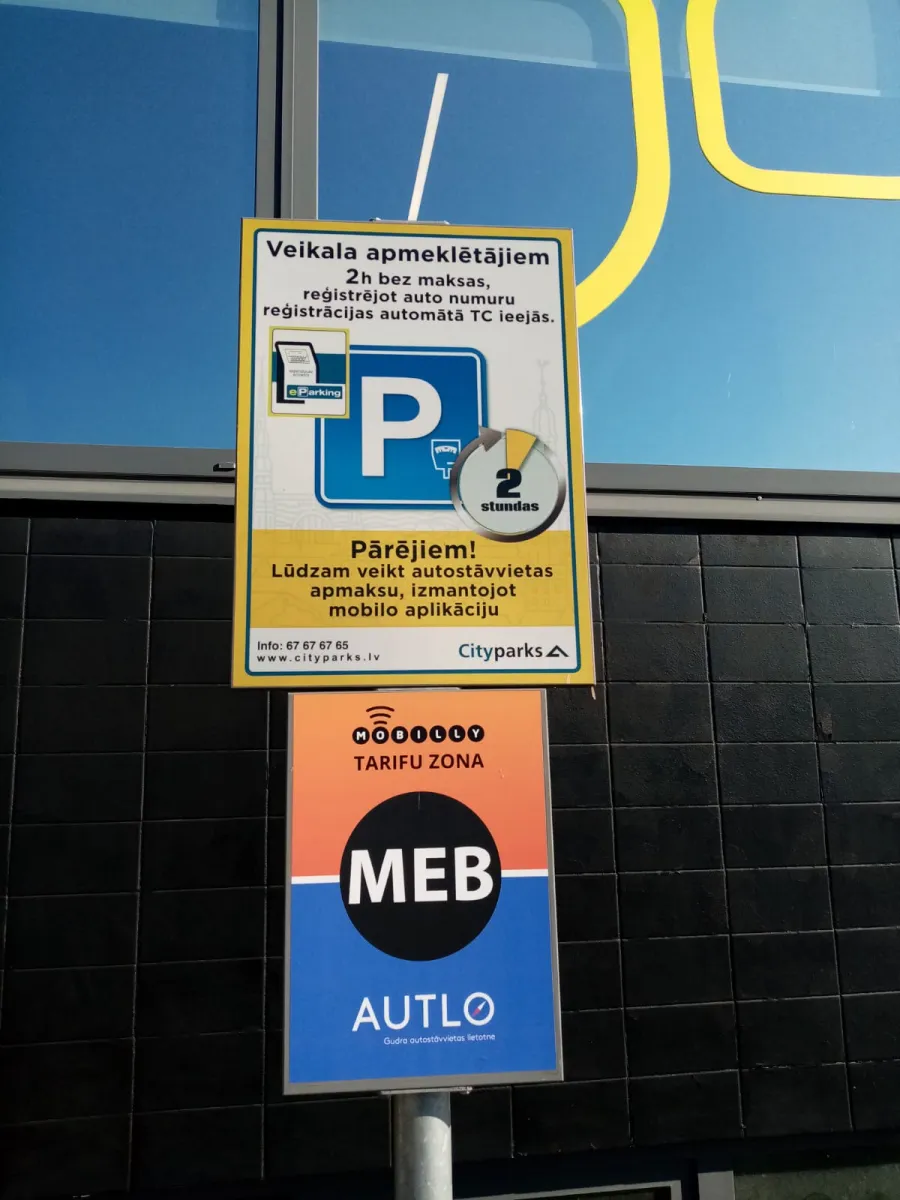 Veikala apmeklētājiem
2h bez maksas,
reģistrējot auto numuru
reģistrācijas automātā TC ieejās.
eParking
P
2
stundas
Pārējiem!
Lūdzam veikt autostāvvietas
apmaksu, izmantojot
mobilo aplikāciju
Info: 67 67 67 65
www.cityparks.lv
Cityparks
MOBILLY
TARIFU ZONA
MEB
AUTLO
Gudra autostāvvietas lietotne